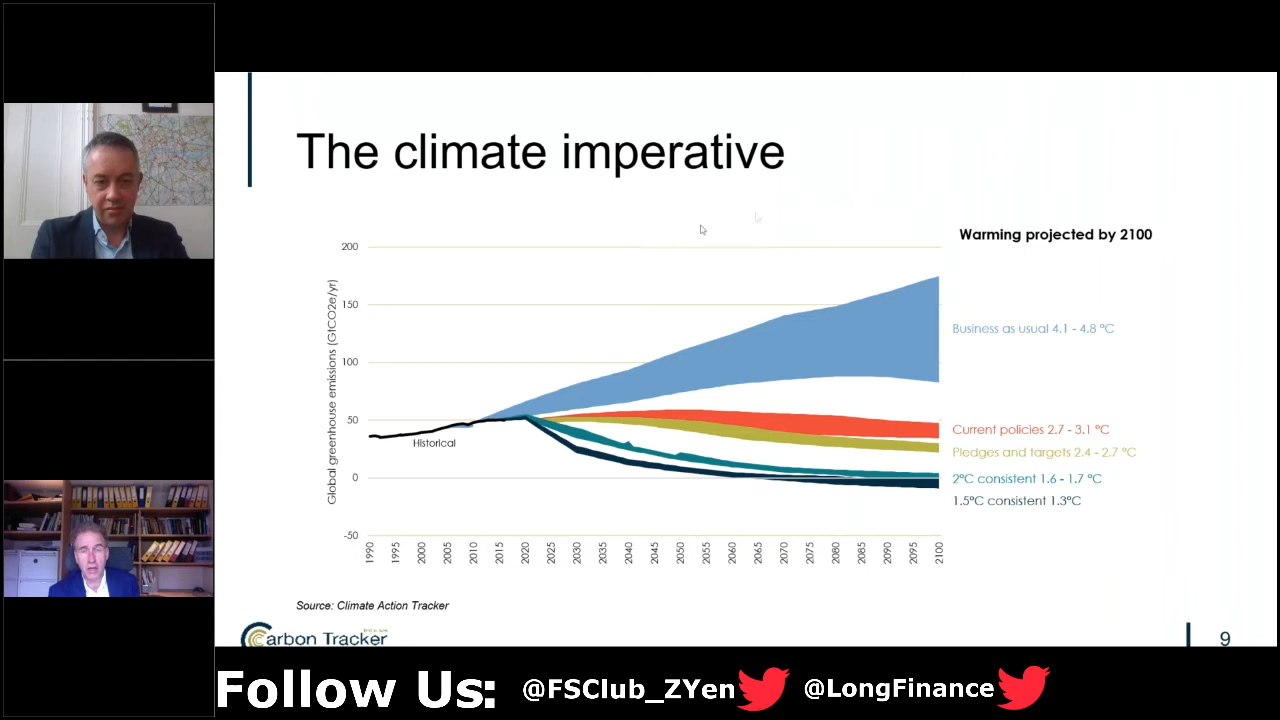 The climate imperative
Warming projected by 2100
Global greenhouse emissions (GtCO2e/yr)
200
150
100
50
0
-50
Historical
Business as usual 4.1 - 4.8 °C
Current policies 2.7 - 3.1 °C
Pledges and targets 2.4 - 2.7 °C
2°C consistent 1.6 - 1.7 °C
1.5°C consistent 1.3°C
1990 1995 2000 2005 2010 2015 2020 2025 2030 2035 2040 2045 2050 2055 2060 2065 2070 2075 2080 2085 2090 2095 2100
Source: Climate Action Tracker
Carbon Tracker
9
Follow Us: @FSClub_ZYen @LongFinance